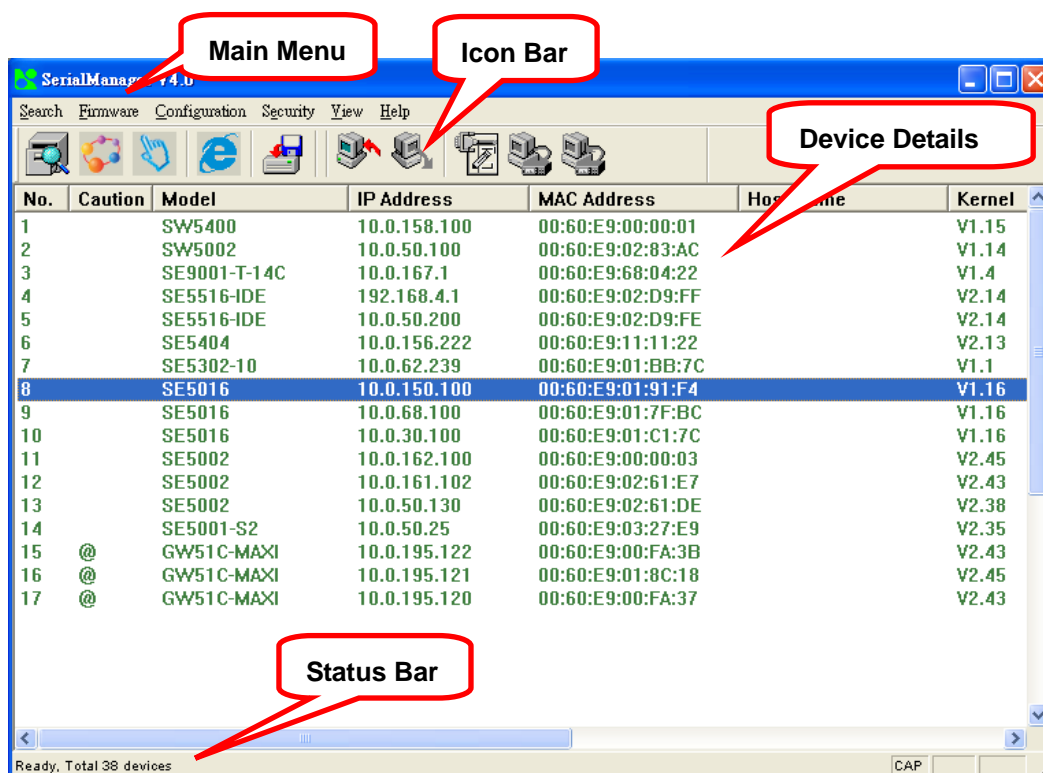 Main Menu
Icon Bar
SerialManager V4.0
Search Firmware Configuration Security View Help
Device Details
No. Caution Model IP Address MAC Address Kernel
1 SW5400 10.0.158.100 00:60:E9:00:00:01 V1.15
2 SW5002 10.0.50.100 00:60:E9:02:83:AC V1.14
3 SE9001-T-14C 10.0.167.1 00:60:E9:68:04:22 V1.4
4 SE5516-IDE 192.168.4.1 00:60:E9:02:D9:FF V2.14
5 SE5516-IDE 10.0.50.200 00:60:E9:02:D9:FE V2.14
6 SE5404 10.0.156.222 00:60:E9:11:11:22 V2.13
7 SE5302-10 10.0.62.239 00:60:E9:01:BB:7C V1.1
8 SE5016 10.0.150.100 00:60:E9:01:91:F4 V1.16
9 SE5016 10.0.68.100 00:60:E9:01:7F:BC V1.16
10 SE5016 10.0.30.100 00:60:E9:01:C1:7C V1.16
11 SE5002 10.0.162.100 00:60:E9:00:00:03 V2.45
12 SE5002 10.0.161.102 00:60:E9:02:61:E7 V2.43
13 SE5002 10.0.50.130 00:60:E9:02:61:DE V2.38
14 SE5001-S2 10.0.50.25 00:60:E9:03:27:E9 V2.35
15 @ GW51C-MAXI 10.0.195.122 00:60:E9:00:FA:3B V2.43
16 @ GW51C-MAXI 10.0.195.121 00:60:E9:01:8C:18 V2.45
17 @ GW51C-MAXI 10.0.195.120 00:60:E9:00:FA:37 V2.43
Status Bar
Ready, Total 38 devices CAP